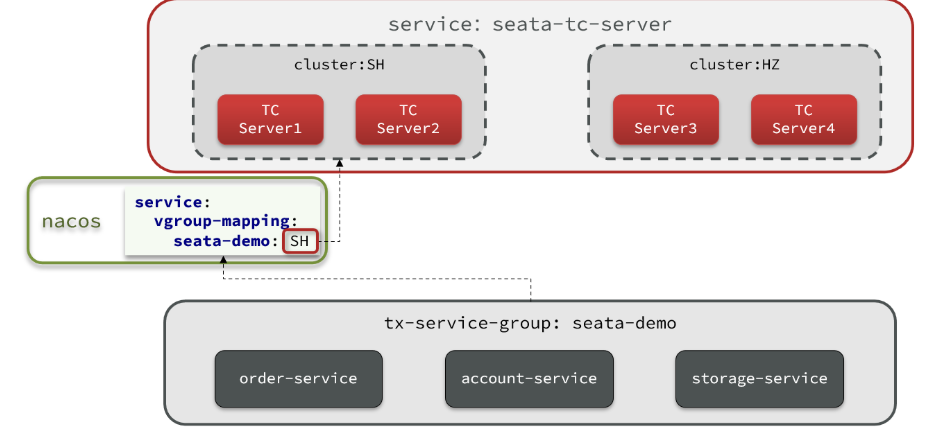 service: seata-tc-server
cluster:SH
cluster:HZ
TC
Server1
TC
Server2
TC
Server3
TC
Server4
nacos
service:
vgroup-mapping:
seata-demo: SH
tx-service-group: seata-demo
order-service
account-service
storage-service